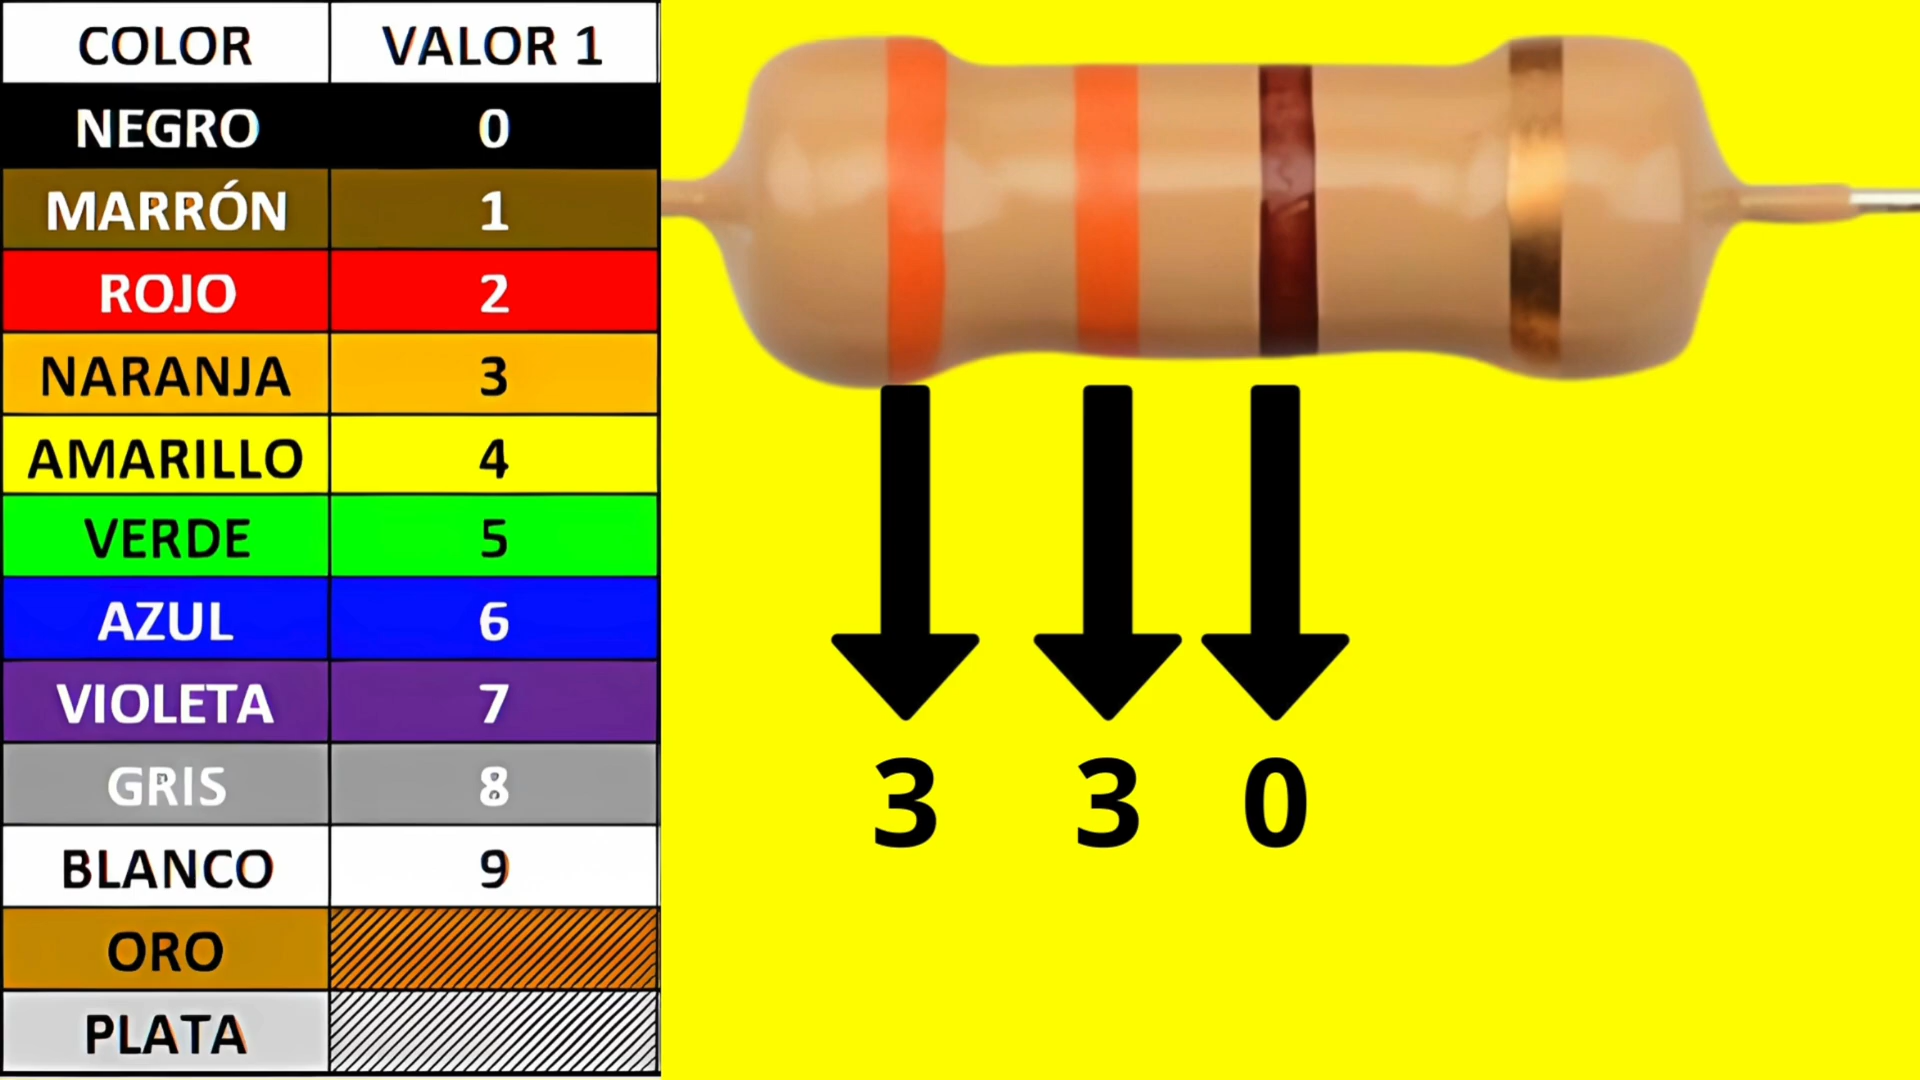 COLOR VALOR 1
NEGRO 0
MARRÓN 1
ROJO 2
NARANJA 3
AMARILLO 4
VERDE 5
AZUL 6
VIOLETA 7
GRIS 8
BLANCO 9
ORO
PLATA
3 3 0